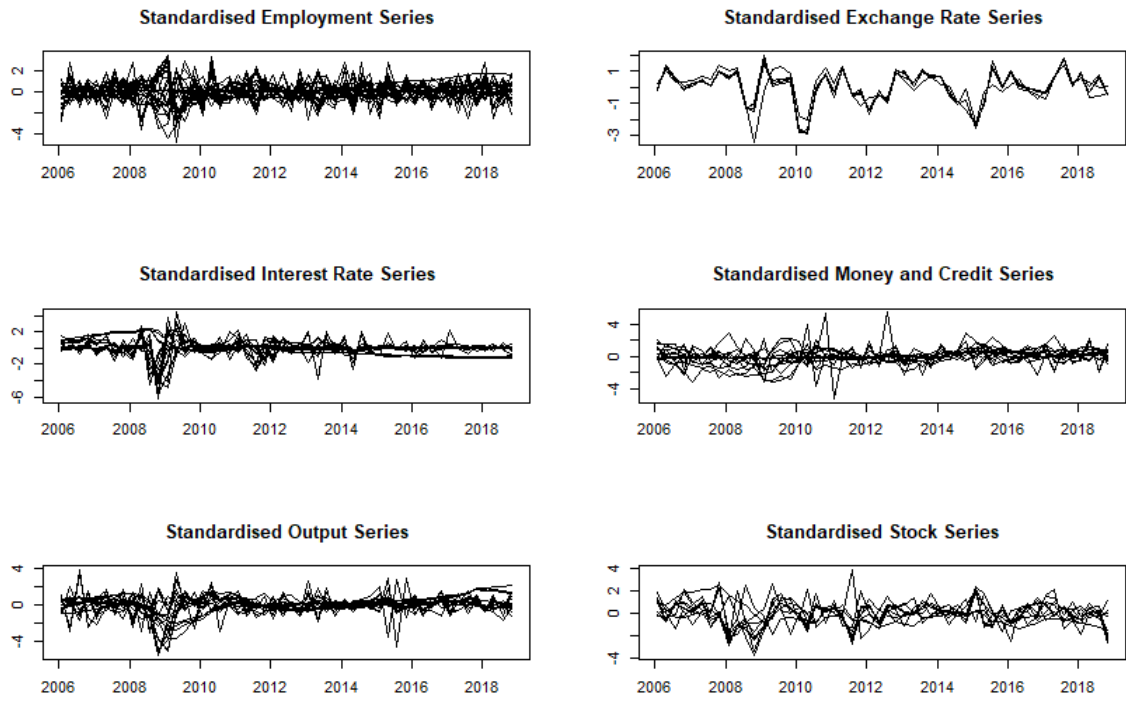 Standardised Employment Series
2
0
-4
2006 2008 2010 2012 2014 2016 2018
Standardised Exchange Rate Series
1
-1
-3
2006 2008 2010 2012 2014 2016 2018
Standardised Interest Rate Series
2
-2
-6
2006 2008 2010 2012 2014 2016 2018
Standardised Money and Credit Series
4
0
-4
2006 2008 2010 2012 2014 2016 2018
Standardised Output Series
4
0
-4
2006 2008 2010 2012 2014 2016 2018
Standardised Stock Series
4
2
0
-4
2006 2008 2010 2012 2014 2016 2018